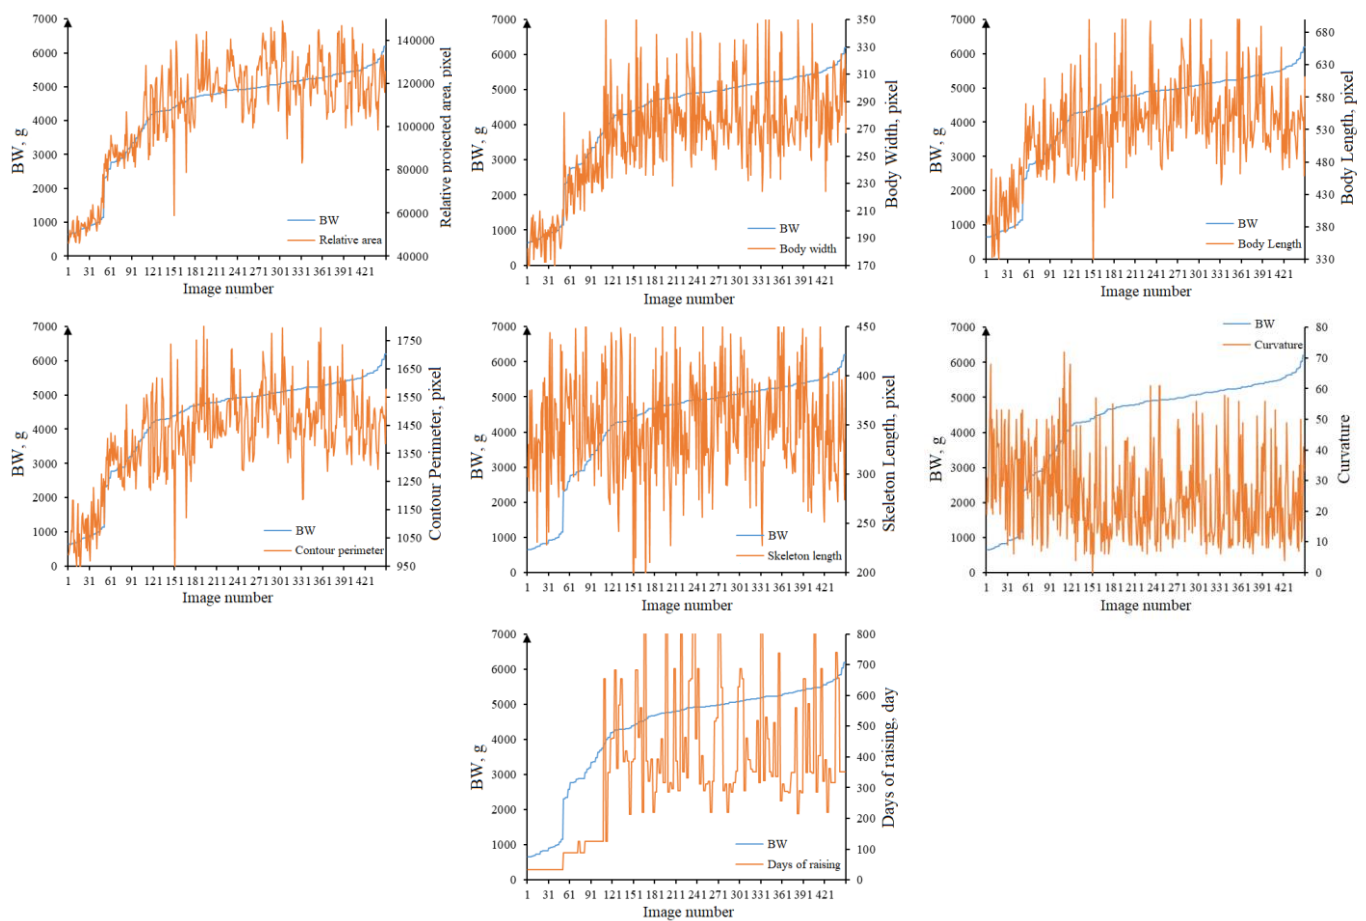 7000
6000
5000
4000
3000
2000
1000
0
BW, g
140000
120000
100000
80000
60000
40000
Relative projected area, pixel
BW
Relative area
1 31 61 91 121 151 181 211 241 271 301 331 361 391 421
Image number
7000
6000
5000
4000
3000
2000
1000
0
BW, g
350
330
310
290
270
250
230
210
190
170
Body Width, pixel
BW
Body width
1 31 61 91 121 151 181 211 241 271 301 331 361 391 421
Image number
7000
6000
5000
4000
3000
2000
1000
0
BW, g
680
630
580
530
480
430
380
330
Body Length, pixel
BW
Body Length
1 31 61 91 121 151 181 211 241 271 301 331 361 391 421
Image number
7000
6000
5000
4000
3000
2000
1000
0
BW, g
1750
1650
1550
1450
1350
1250
1150
1050
950
Contour Perimeter, pixel
BW
Contour perimeter
1 31 61 91 121 151 181 211 241 271 301 331 361 391 421
Image number
7000
6000
5000
4000
3000
2000
1000
0
BW, g
450
400
350
300
250
200
Skeleton Length, pixel
BW
Skeleton length
1 31 61 91 121 151 181 211 241 271 301 331 361 391 421
Image number
7000
6000
5000
4000
3000
2000
1000
0
BW, g
80
70
60
50
40
30
20
10
0
Curvature
BW
Curvature
1 31 61 91 121 151 181 211 241 271 301 331 361 391 421
Image number
7000
6000
5000
4000
3000
2000
1000
0
BW, g
800
700
600
500
400
300
200
100
0
Days of raising, day
BW
Days of raising
1 31 61 91 121 151 181 211 241 271 301 331 361 391 421
Image number